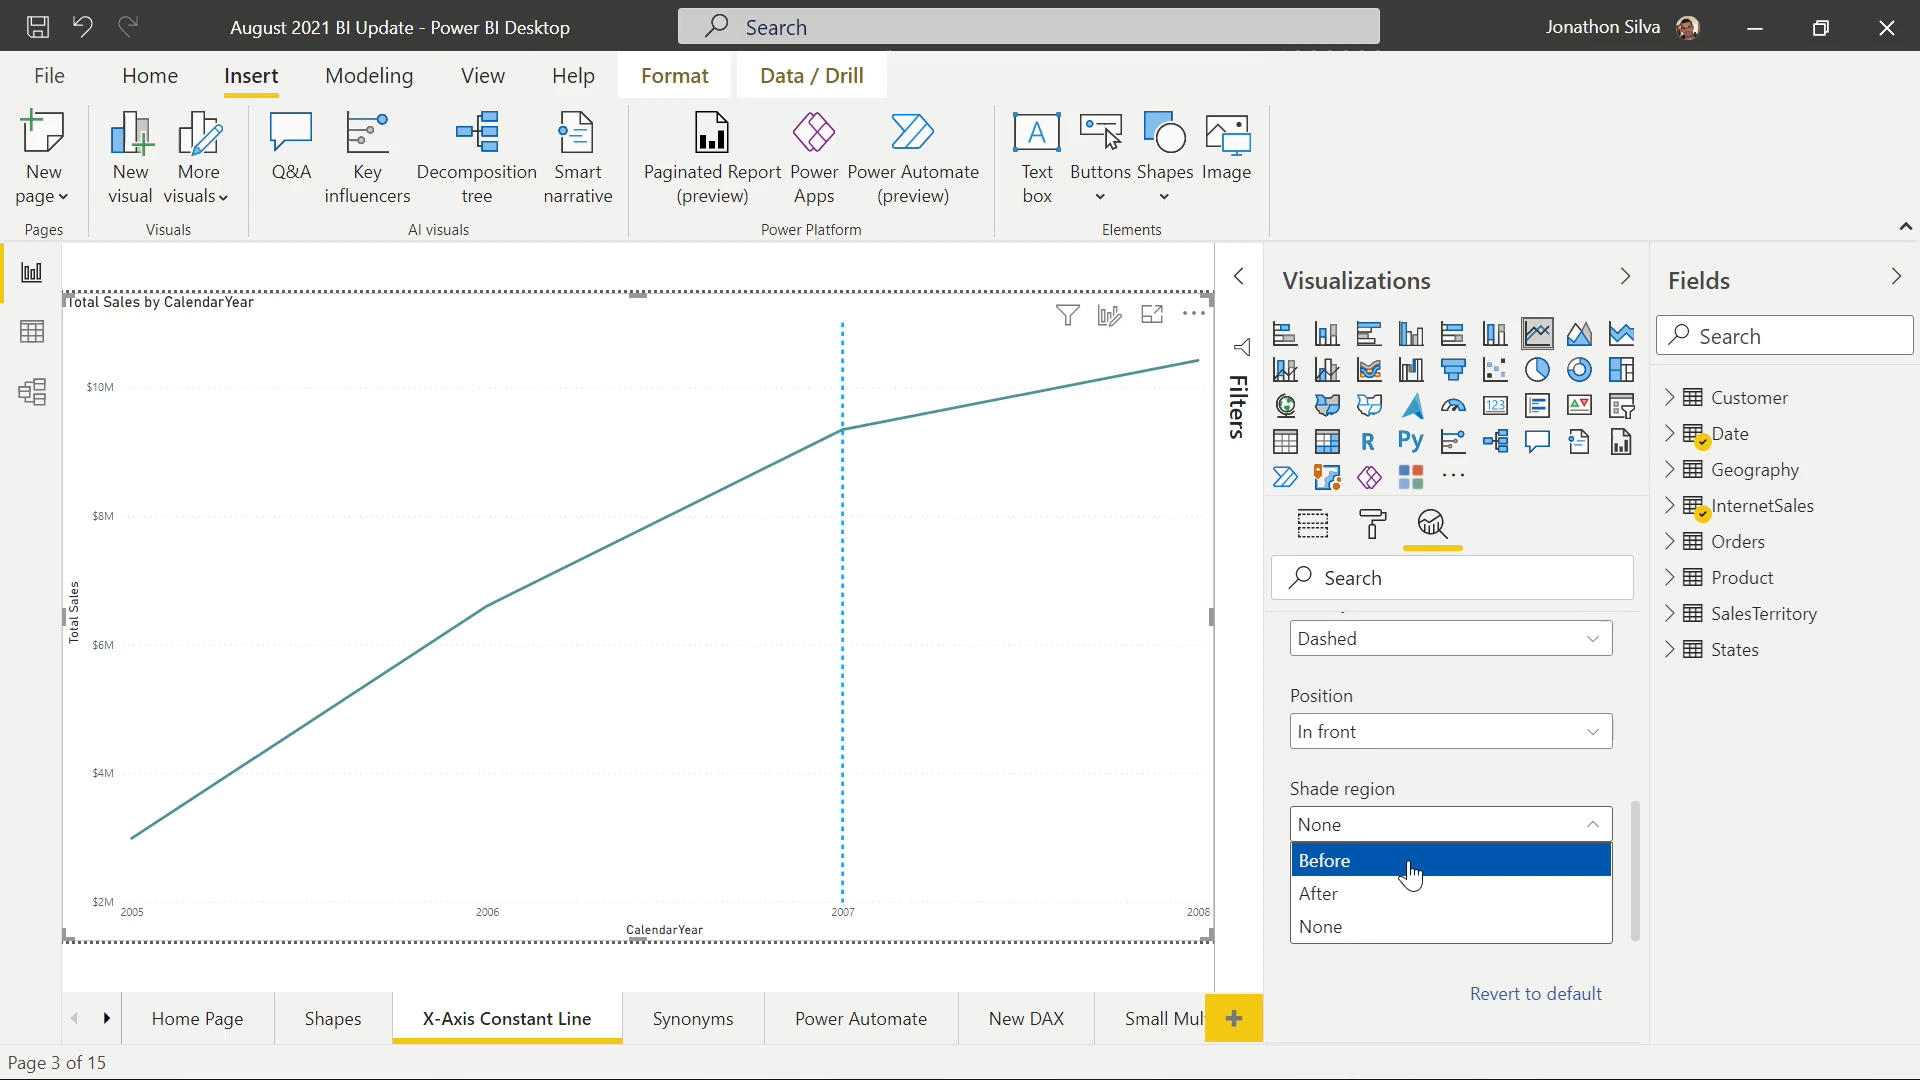 August 2021 BI Update - Power BI Desktop
Search
Jonathon Silva
File
Home
Insert
Modeling
View
Help
Format
Data / Drill
New
page
New
visual
More
visuals
Q&A
Key
influencers
Decomposition
tree
Smart
narrative
Paginated Report
(preview)
Power
Apps
Power Automate
(preview)
Text
box
Buttons
Shapes
Image
Pages
Visuals
AI visuals
Power Platform
Elements
Total Sales by CalendarYear
$10M
$8M
$6M
$4M
$2M
Total Sales
2005
2006
2007
2008
CalendarYear
Filters
Visualizations
123
R
Py
Search
Dashed
Position
In front
Shade region
None
Before
After
None
Revert to default
Fields
Search
Customer
Date
Geography
InternetSales
Orders
Product
SalesTerritory
States
Home Page
Shapes
X-Axis Constant Line
Synonyms
Power Automate
New DAX
Small Mul
Page 3 of 15